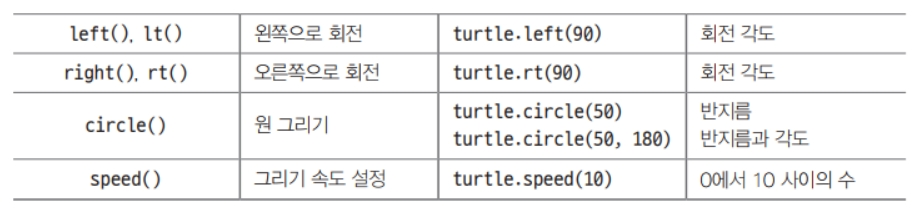 left(), lt() 왼쪽으로 회전 turtle.left(90) 회전 각도
right(), rt() 오른쪽으로 회전 turtle.rt(90) 회전 각도
circle() 원 그리기 turtle.circle(50) 반지름
turtle.circle(50, 180) 반지름과 각도
speed() 그리기 속도 설정 turtle.speed(10) 0에서 10 사이의 수